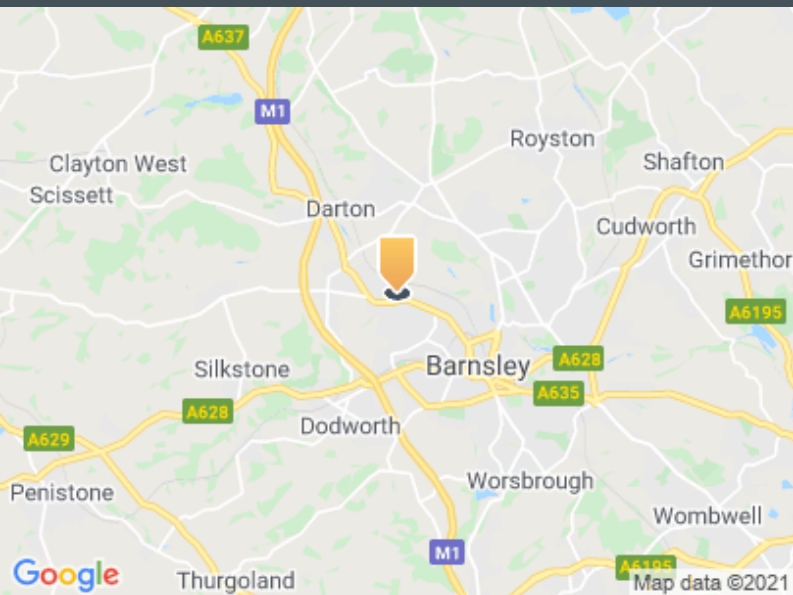 A637
M1
Royston
Clayton West
Shafton
Scissett
Darton
Cudworth
Grimethor
A6195
Silkstone
Barnsley
A628
A635
A628
Dodworth
A629
Worsbrough
Penistone
Wombwell
M1
Google
Thurgoland
A6195
Map data ©2021